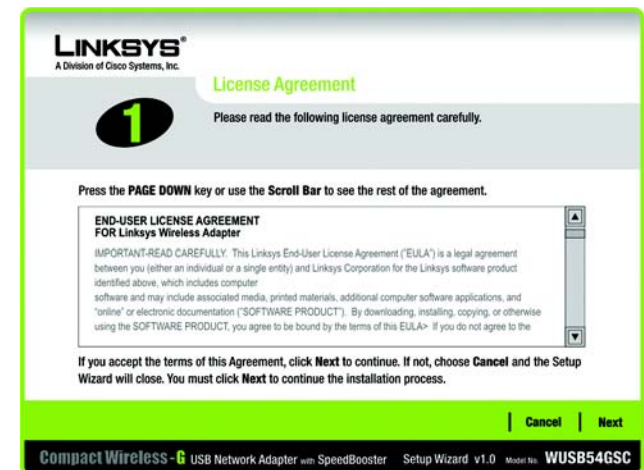 LINKSYS®
A Division of Cisco Systems, Inc.
License Agreement
1
Please read the following license agreement carefully.
Press the PAGE DOWN key or use the Scroll Bar to see the rest of the agreement.
END-USER LICENSE AGREEMENT
FOR Linksys Wireless Adapter
IMPORTANT-READ CAREFULLY. This Linksys End-User License Agreement ("EULA") is a legal agreement
between you (either an individual or a single entity) and Linksys Corporation for the Linksys software product
identified above, which includes computer
software and may include associated media, printed materials, additional computer software applications, and
"online" or electronic documentation ("SOFTWARE PRODUCT"). By downloading, installing, copying, or otherwise
using the SOFTWARE PRODUCT, you agree to be bound by the terms of this EULA> If you do not agree to the
If you accept the terms of this Agreement, click Next to continue. If not, choose Cancel and the Setup
Wizard will close. You must click Next to continue the installation process.
Cancel | Next
Compact Wireless-G USB Network Adapter with SpeedBooster Setup Wizard v1.0 Model No. WUSB54GSC